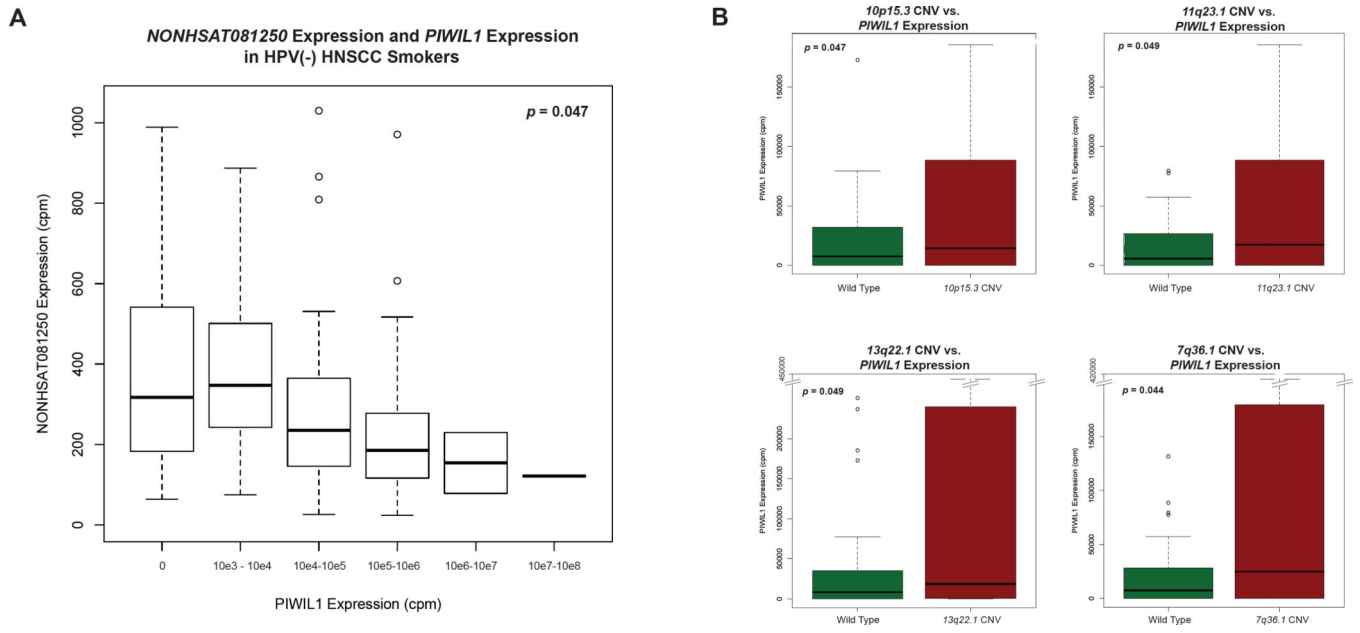 A
NONHSAT081250 Expression and PIWIL1 Expression
in HPV(-) HNSCC Smokers
p = 0.047
NONHSAT081250 Expression (cpm)
1000
800
600
400
200
0
0
10e3 - 10e4
10e4-10e5
10e5-10e6
10e6-10e7
10e7-10e8
PIWIL1 Expression (cpm)
B
10p15.3 CNV vs.
PIWIL1 Expression
p = 0.047
PIWIL1 Expression (cpm)
150000
100000
50000
0
Wild Type
10p15.3 CNV
11q23.1 CNV vs.
PIWIL1 Expression
p = 0.049
PIWIL1 Expression (cpm)
150000
100000
50000
0
Wild Type
11q23.1 CNV
13q22.1 CNV vs.
PIWIL1 Expression
p = 0.049
PIWIL1 Expression (cpm)
450000
200000
150000
100000
50000
0
Wild Type
13q22.1 CNV
7q36.1 CNV vs.
PIWIL1 Expression
p = 0.044
PIWIL1 Expression (cpm)
420000
150000
100000
50000
0
Wild Type
7q36.1 CNV